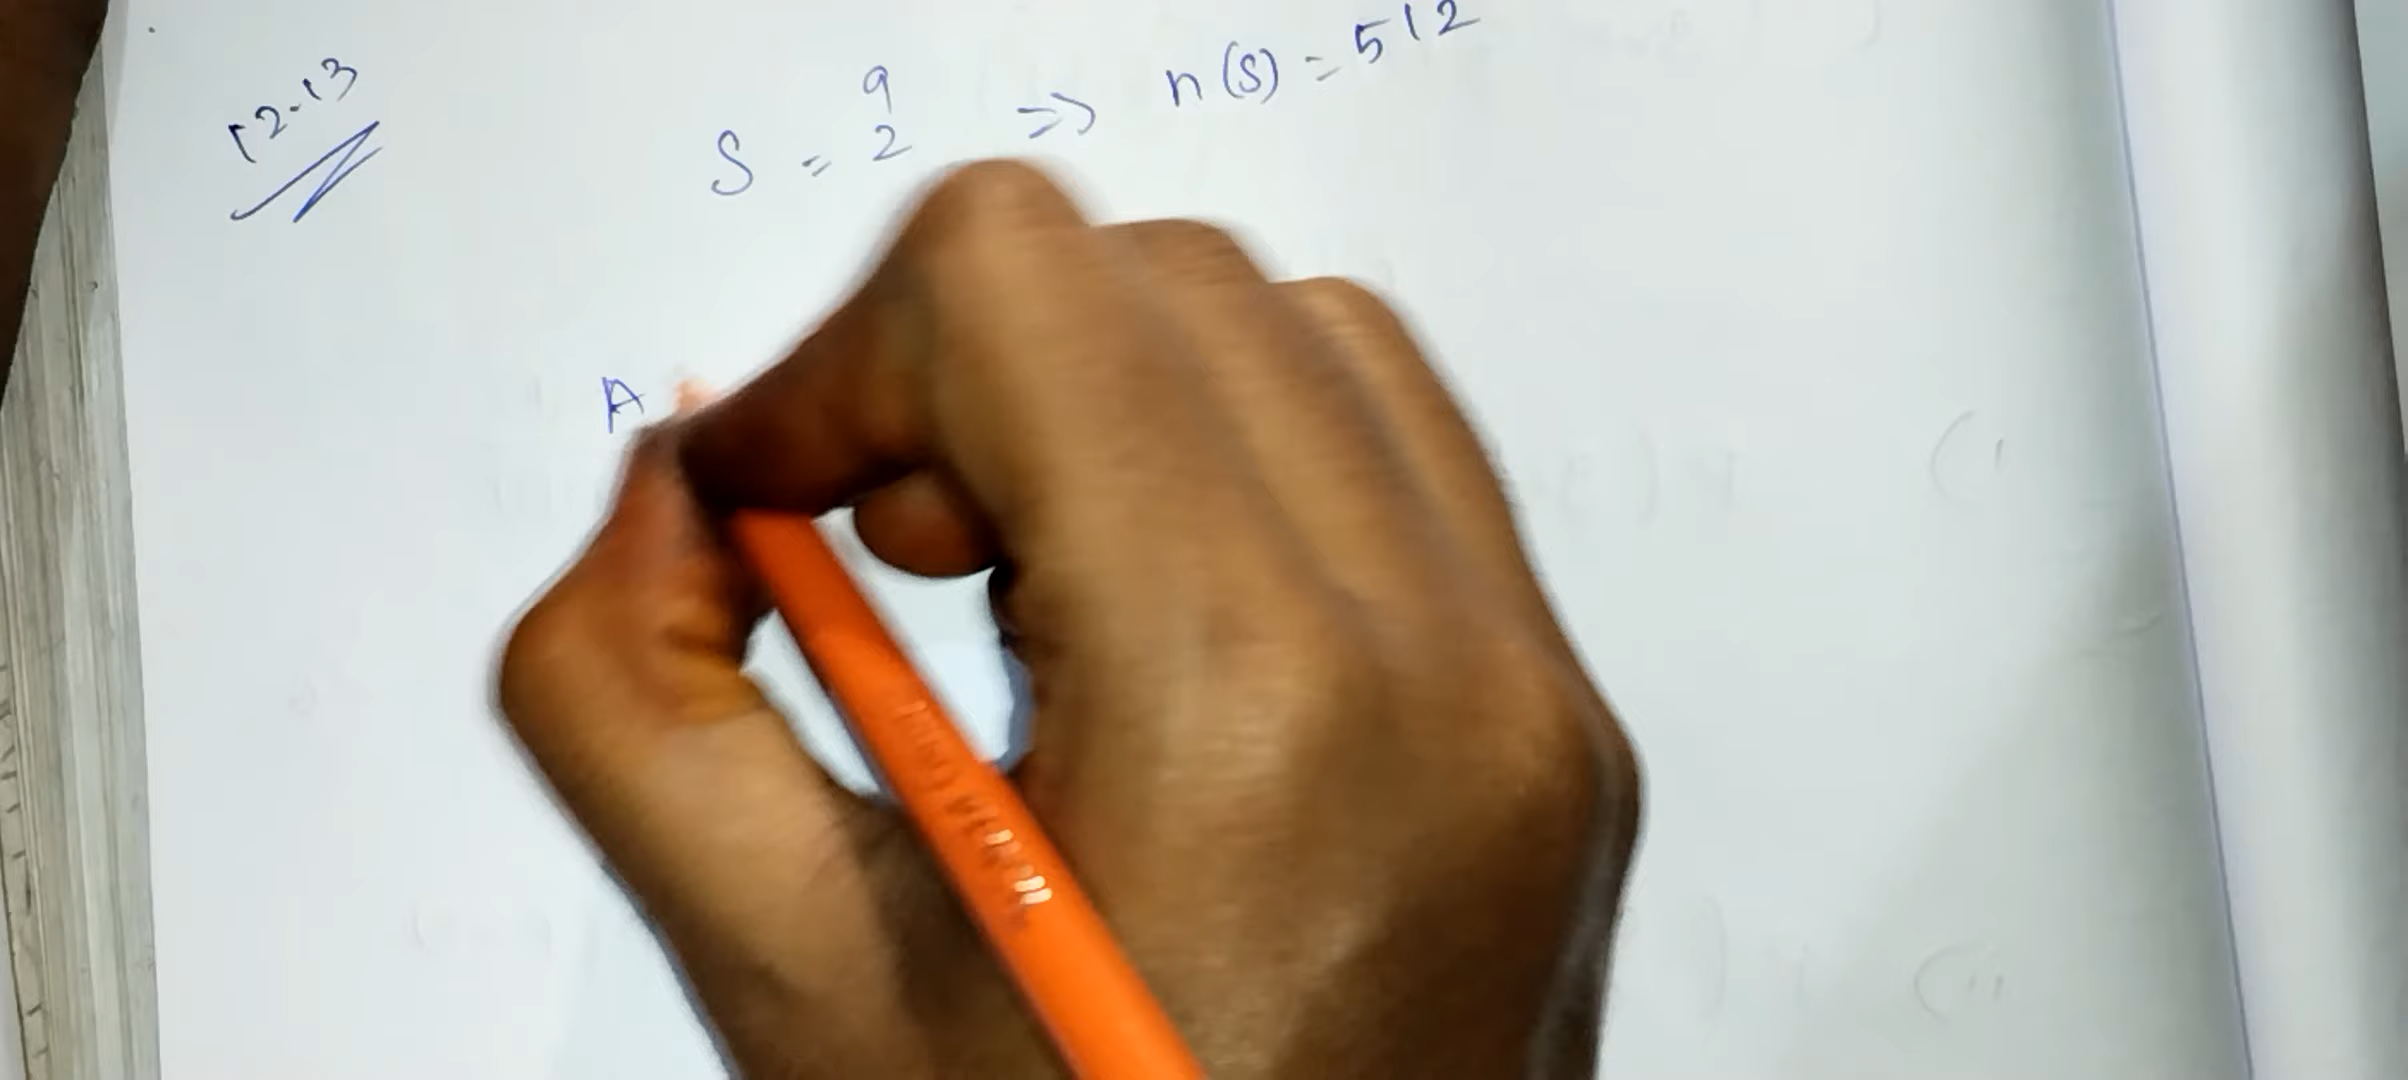 12.13
S = 2⁹ => n(S) = 512
A